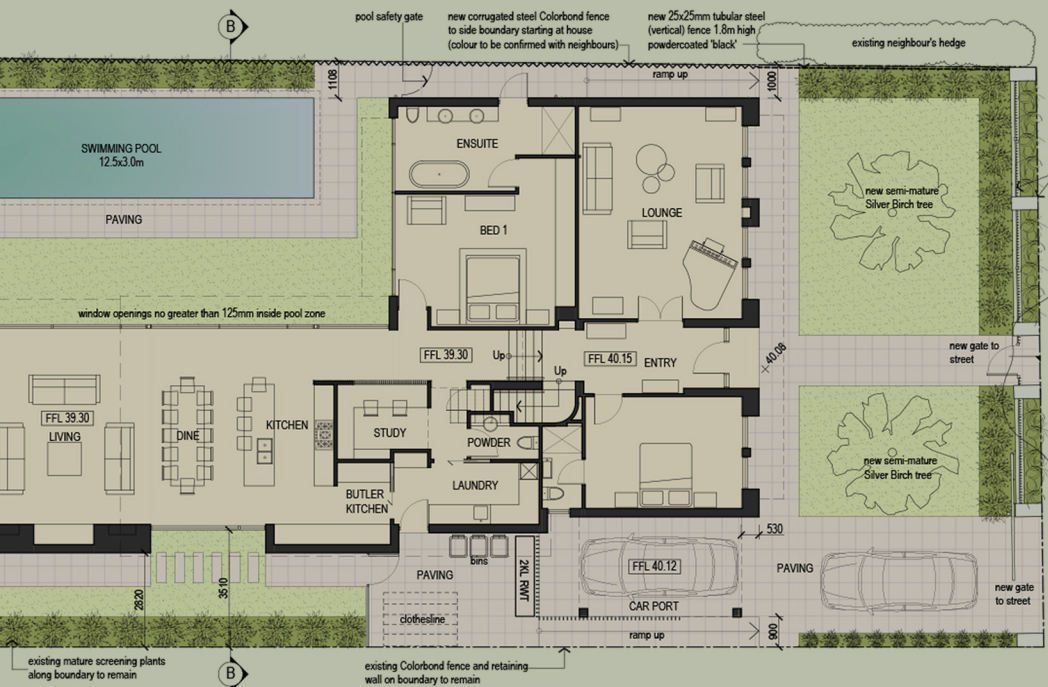 B
pool safety gate
new corrugated steel Colorbond fence
to side boundary starting at house
(colour to be confirmed with neighbours)
new 25x25mm tubular steel
(vertical) fence 1.8m high
powdercoated 'black'
existing neighbour's hedge
1108
ramp up
1000
SWIMMING POOL
12.5x3.0m
PAVING
ENSUITE
BED 1
LOUNGE
new semi-mature
Silver Birch tree
window openings no greater than 125mm inside pool zone
FFL 39.30
Up
FFL 40.15
ENTRY
40.08
new gate to
street
Up
FFL 39.30
LIVING
DINE
KITCHEN
STUDY
POWDER
LAUNDRY
BUTLER
KITCHEN
new semi-mature
Silver Birch tree
530
2820
3510
PAVING
bins
2KL RWT
FFL 40.12
CAR PORT
PAVING
new gate
to street
clothesline
ramp up
900
existing mature screening plants
along boundary to remain
B
existing Colorbond fence and retaining
wall on boundary to remain